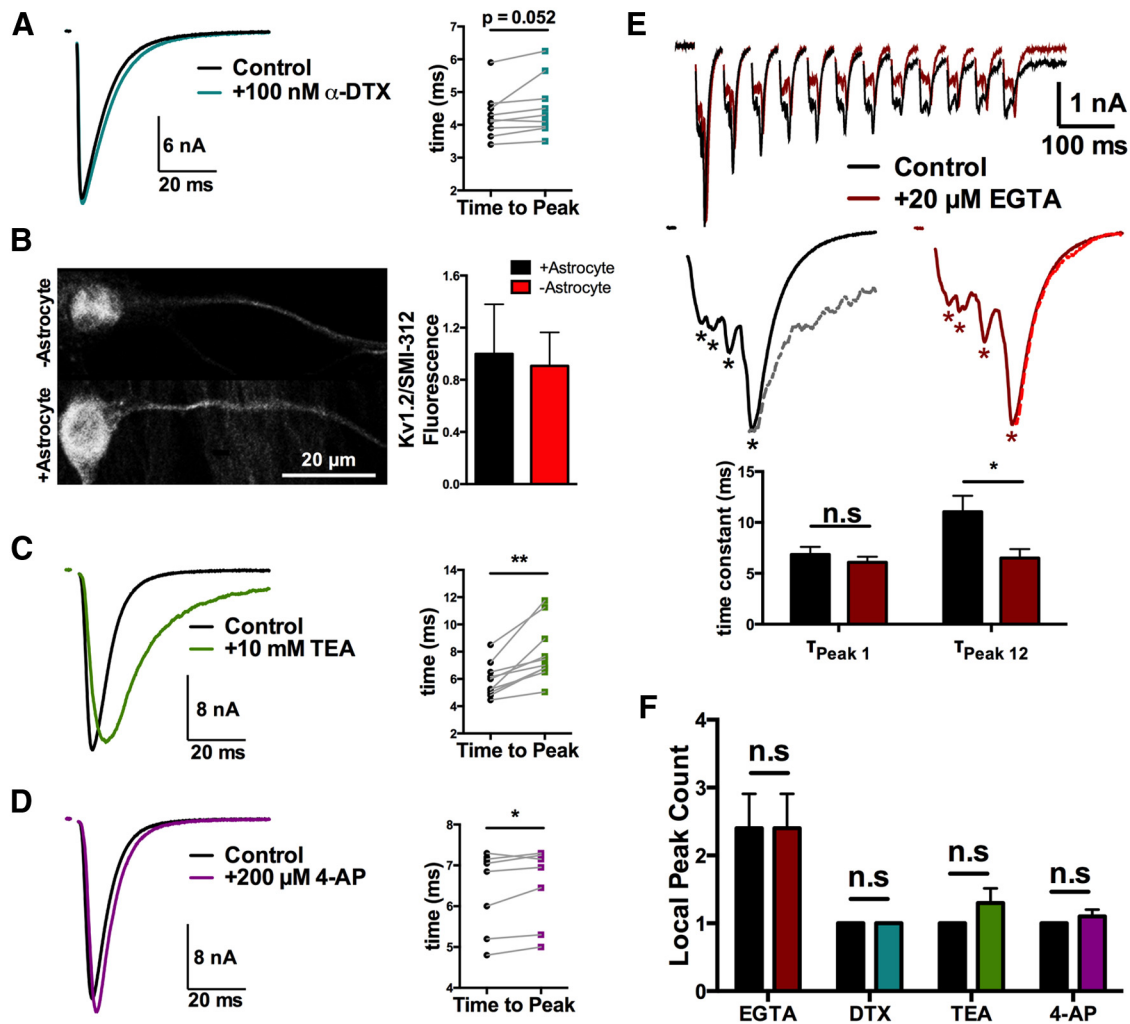 A
Control
+100 nM α-DTX
6 nA
20 ms
p = 0.052
time (ms)
7
6
5
4
3
2
Time to Peak
B
-Astrocyte
+Astrocyte
20 µm
Kv1.2/SMI-312
Fluorescence
1.6
1.2
0.8
0.4
0.0
+Astrocyte
-Astrocyte
C
Control
+10 mM TEA
8 nA
20 ms
**
time (ms)
14
12
10
8
6
4
2
Time to Peak
D
Control
+200 µM 4-AP
8 nA
20 ms
*
time (ms)
8
7
6
5
4
Time to Peak
E
1 nA
100 ms
Control
+20 µM EGTA
* * * *
* * * *
time constant (ms)
15
10
5
0
n.s
*
TPeak 1
TPeak 12
F
Local Peak Count
4
3
2
1
0
n.s
n.s
n.s
n.s
EGTA
DTX
TEA
4-AP